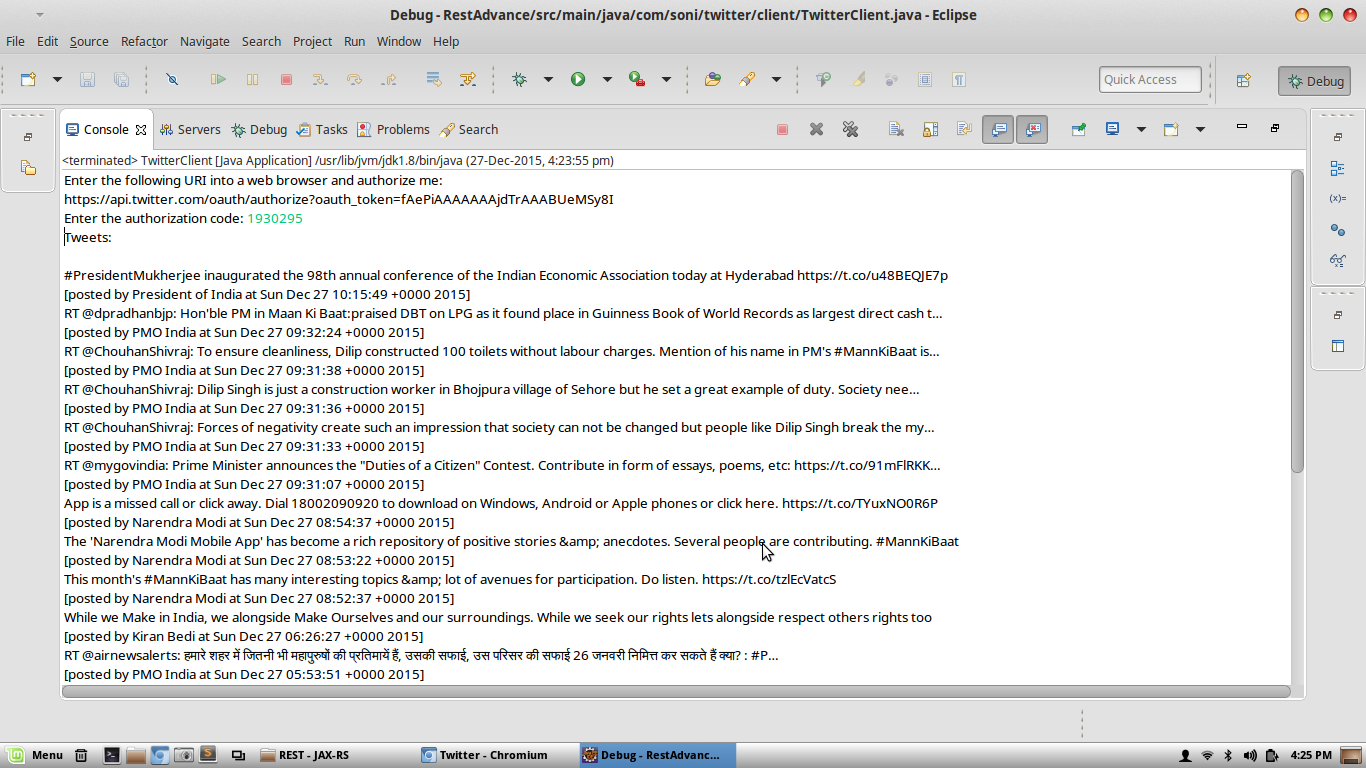 Debug - RestAdvance/src/main/java/com/soni/twitter/client/TwitterClient.java - Eclipse
File Edit Source Refactor Navigate Search Project Run Window Help
Quick Access
Debug
Console Servers Debug Tasks Problems Search
<terminated> TwitterClient [Java Application] /usr/lib/jvm/jdk1.8/bin/java (27-Dec-2015, 4:23:55 pm)
Enter the following URI into a web browser and authorize me:
https://api.twitter.com/oauth/authorize?oauth_token=fAePiAAAAAAAjdTrAAABUeMSy8I
Enter the authorization code: 1930295
Tweets:
#PresidentMukherjee inaugurated the 98th annual conference of the Indian Economic Association today at Hyderabad https://t.co/u48BEQJE7p
[posted by President of India at Sun Dec 27 10:15:49 +0000 2015]
RT @dpradhanbjp: Hon'ble PM in Maan Ki Baat:praised DBT on LPG as it found place in Guinness Book of World Records as largest direct cash t…
[posted by PMO India at Sun Dec 27 09:32:24 +0000 2015]
RT @ChouhanShivraj: To ensure cleanliness, Dilip constructed 100 toilets without labour charges. Mention of his name in PM's #MannKiBaat is…
[posted by PMO India at Sun Dec 27 09:31:38 +0000 2015]
RT @ChouhanShivraj: Dilip Singh is just a construction worker in Bhojpura village of Sehore but he set a great example of duty. Society nee…
[posted by PMO India at Sun Dec 27 09:31:36 +0000 2015]
RT @ChouhanShivraj: Forces of negativity create such an impression that society can not be changed but people like Dilip Singh break the my…
[posted by PMO India at Sun Dec 27 09:31:33 +0000 2015]
RT @mygovindia: Prime Minister announces the "Duties of a Citizen" Contest. Contribute in form of essays, poems, etc: https://t.co/91mFlRKK…
[posted by PMO India at Sun Dec 27 09:31:07 +0000 2015]
App is a missed call or click away. Dial 18002090920 to download on Windows, Android or Apple phones or click here. https://t.co/TYuxNO0R6P
[posted by Narendra Modi at Sun Dec 27 08:54:37 +0000 2015]
The 'Narendra Modi Mobile App' has become a rich repository of positive stories &amp; anecdotes. Several people are contributing. #MannKiBaat
[posted by Narendra Modi at Sun Dec 27 08:53:22 +0000 2015]
This month's #MannKiBaat has many interesting topics &amp; lot of avenues for participation. Do listen. https://t.co/tzlEcVatcS
[posted by Narendra Modi at Sun Dec 27 08:52:37 +0000 2015]
While we Make in India, we alongside Make Ourselves and our surroundings. While we seek our rights lets alongside respect others rights too
[posted by Kiran Bedi at Sun Dec 27 06:26:27 +0000 2015]
RT @airnewsalerts: हमारे शहर में जितनी भी महापुरुषों की प्रतिमायें हैं, उसकी सफाई, उस परिसर की सफाई 26 जनवरी निमित्त कर सकते हैं क्या? : #P…
[posted by PMO India at Sun Dec 27 05:53:51 +0000 2015]
Menu REST - JAX-RS Twitter - Chromium Debug - RestAdvanc... 4:25 PM